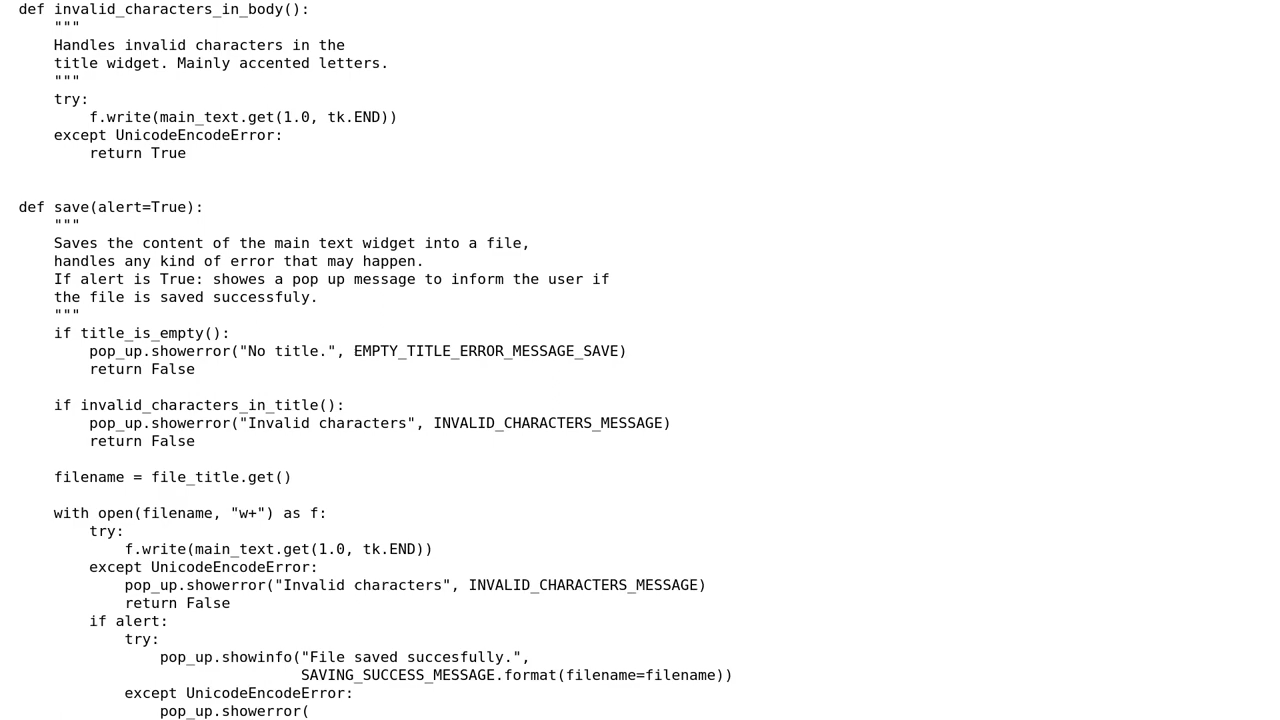 def invalid_characters_in_body():
    """
    Handles invalid characters in the
    title widget. Mainly accented letters.
    """
    try:
        f.write(main_text.get(1.0, tk.END))
    except UnicodeEncodeError:
        return True


def save(alert=True):
    """
    Saves the content of the main text widget into a file,
    handles any kind of error that may happen.
    If alert is True: showes a pop up message to inform the user if
    the file is saved successfuly.
    """
    if title_is_empty():
        pop_up.showerror("No title.", EMPTY_TITLE_ERROR_MESSAGE_SAVE)
        return False

    if invalid_characters_in_title():
        pop_up.showerror("Invalid characters", INVALID_CHARACTERS_MESSAGE)
        return False

    filename = file_title.get()

    with open(filename, "w+") as f:
        try:
            f.write(main_text.get(1.0, tk.END))
        except UnicodeEncodeError:
            pop_up.showerror("Invalid characters", INVALID_CHARACTERS_MESSAGE)
            return False
        if alert:
            try:
                pop_up.showinfo("File saved succesfully.",
                                SAVING_SUCCESS_MESSAGE.format(filename=filename))
            except UnicodeEncodeError:
                pop_up.showerror(